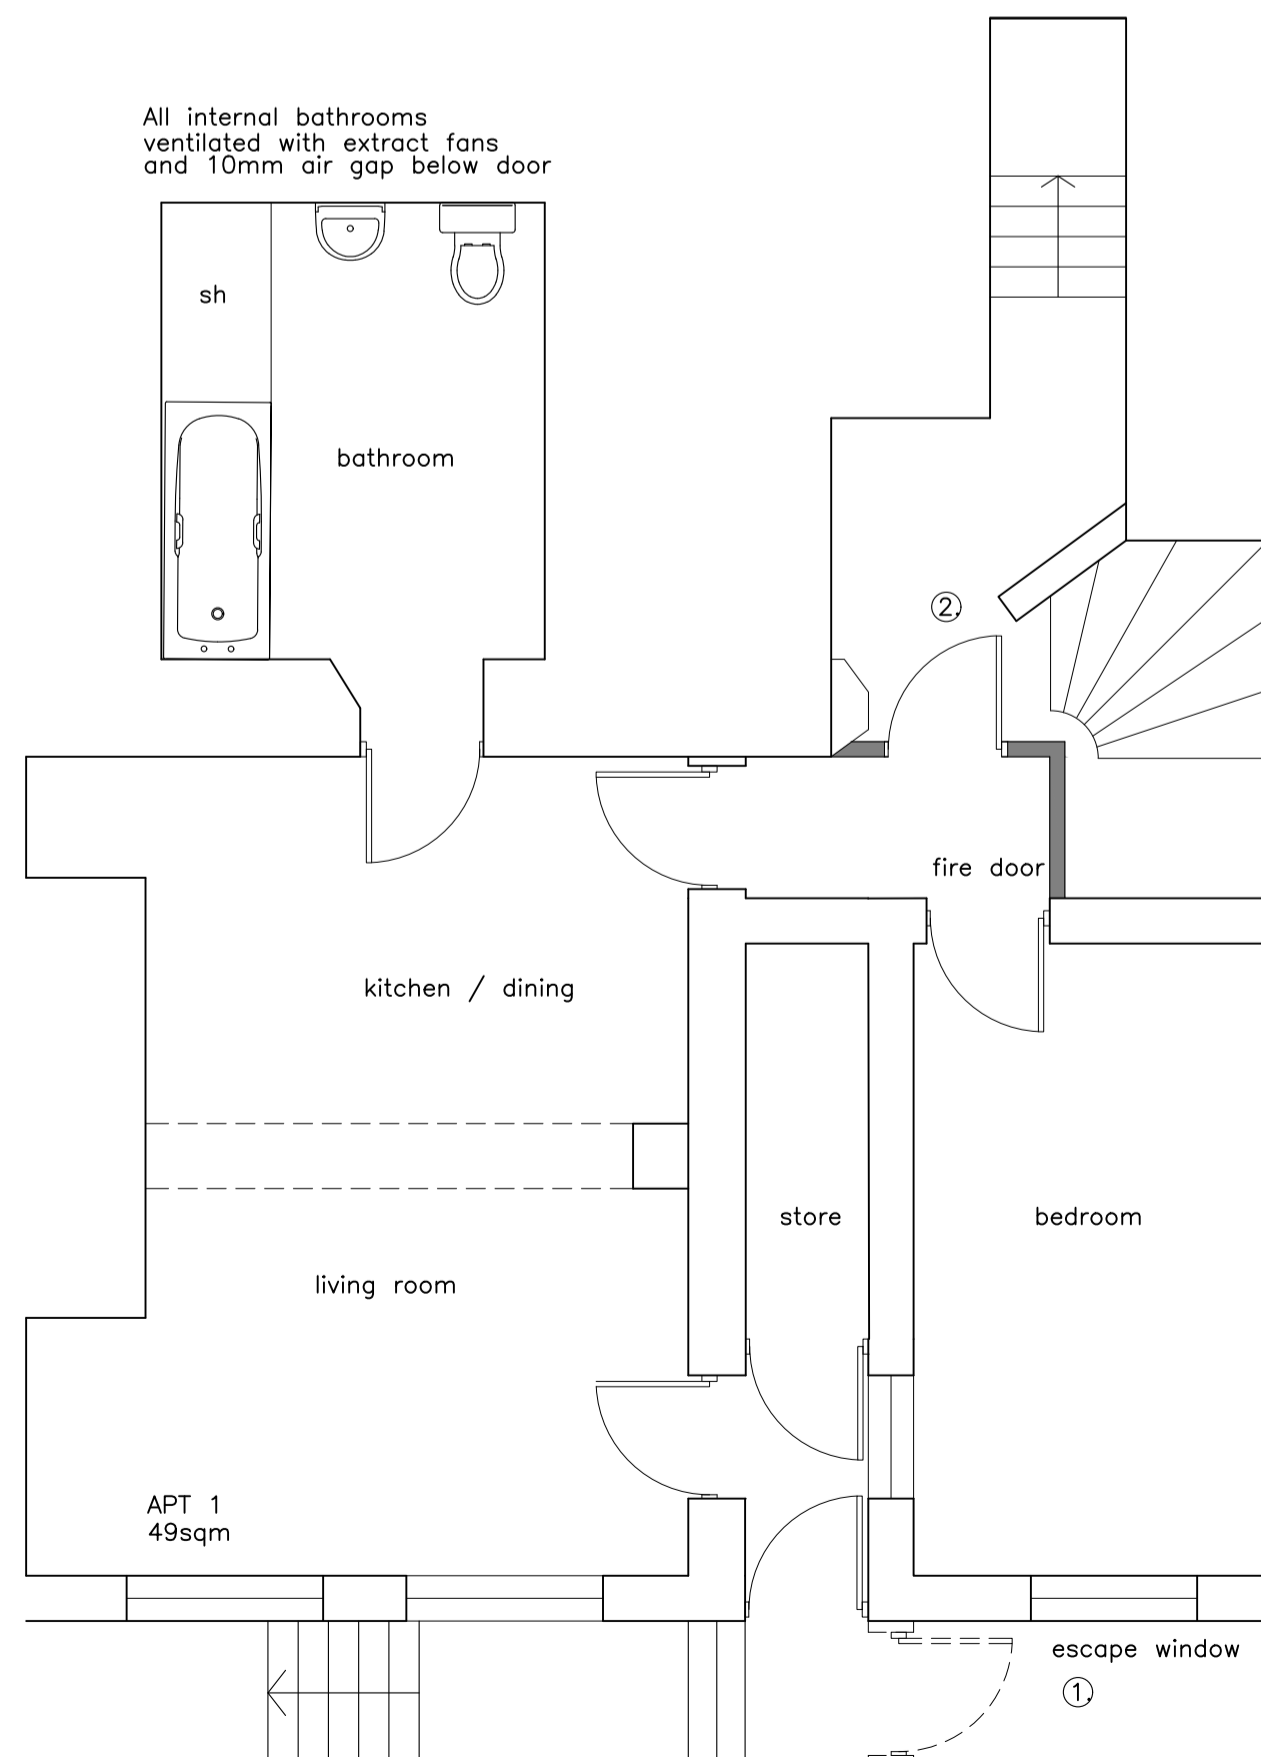 All internal bathrooms
ventilated with extract fans
and 10mm air gap below door
sh
bathroom
2.
fire door
kitchen / dining
store
bedroom
living room
APT 1
49sqm
escape window
1.